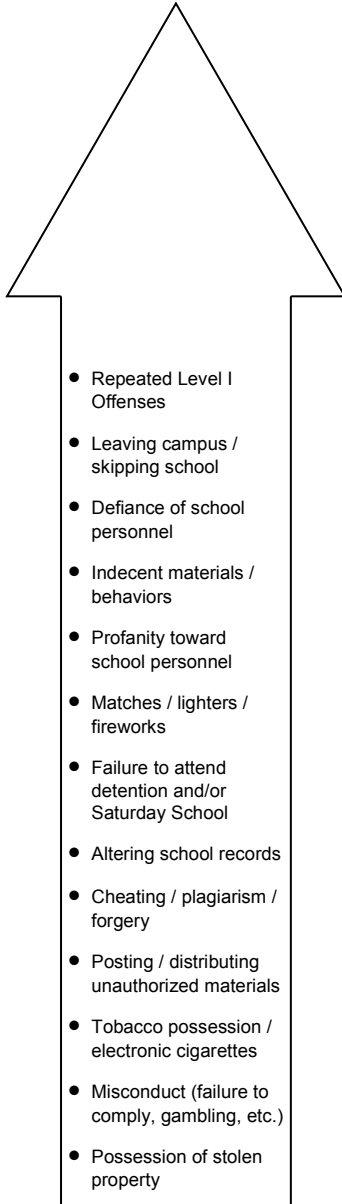 ● Repeated Level I
Offenses
● Leaving campus /
skipping school
● Defiance of school
personnel
● Indecent materials /
behaviors
● Profanity toward
school personnel
● Matches / lighters /
fireworks
● Failure to attend
detention and/or
Saturday School
● Altering school records
● Cheating / plagiarism /
forgery
● Posting / distributing
unauthorized materials
● Tobacco possession /
electronic cigarettes
● Misconduct (failure to
comply, gambling, etc.)
● Possession of stolen
property